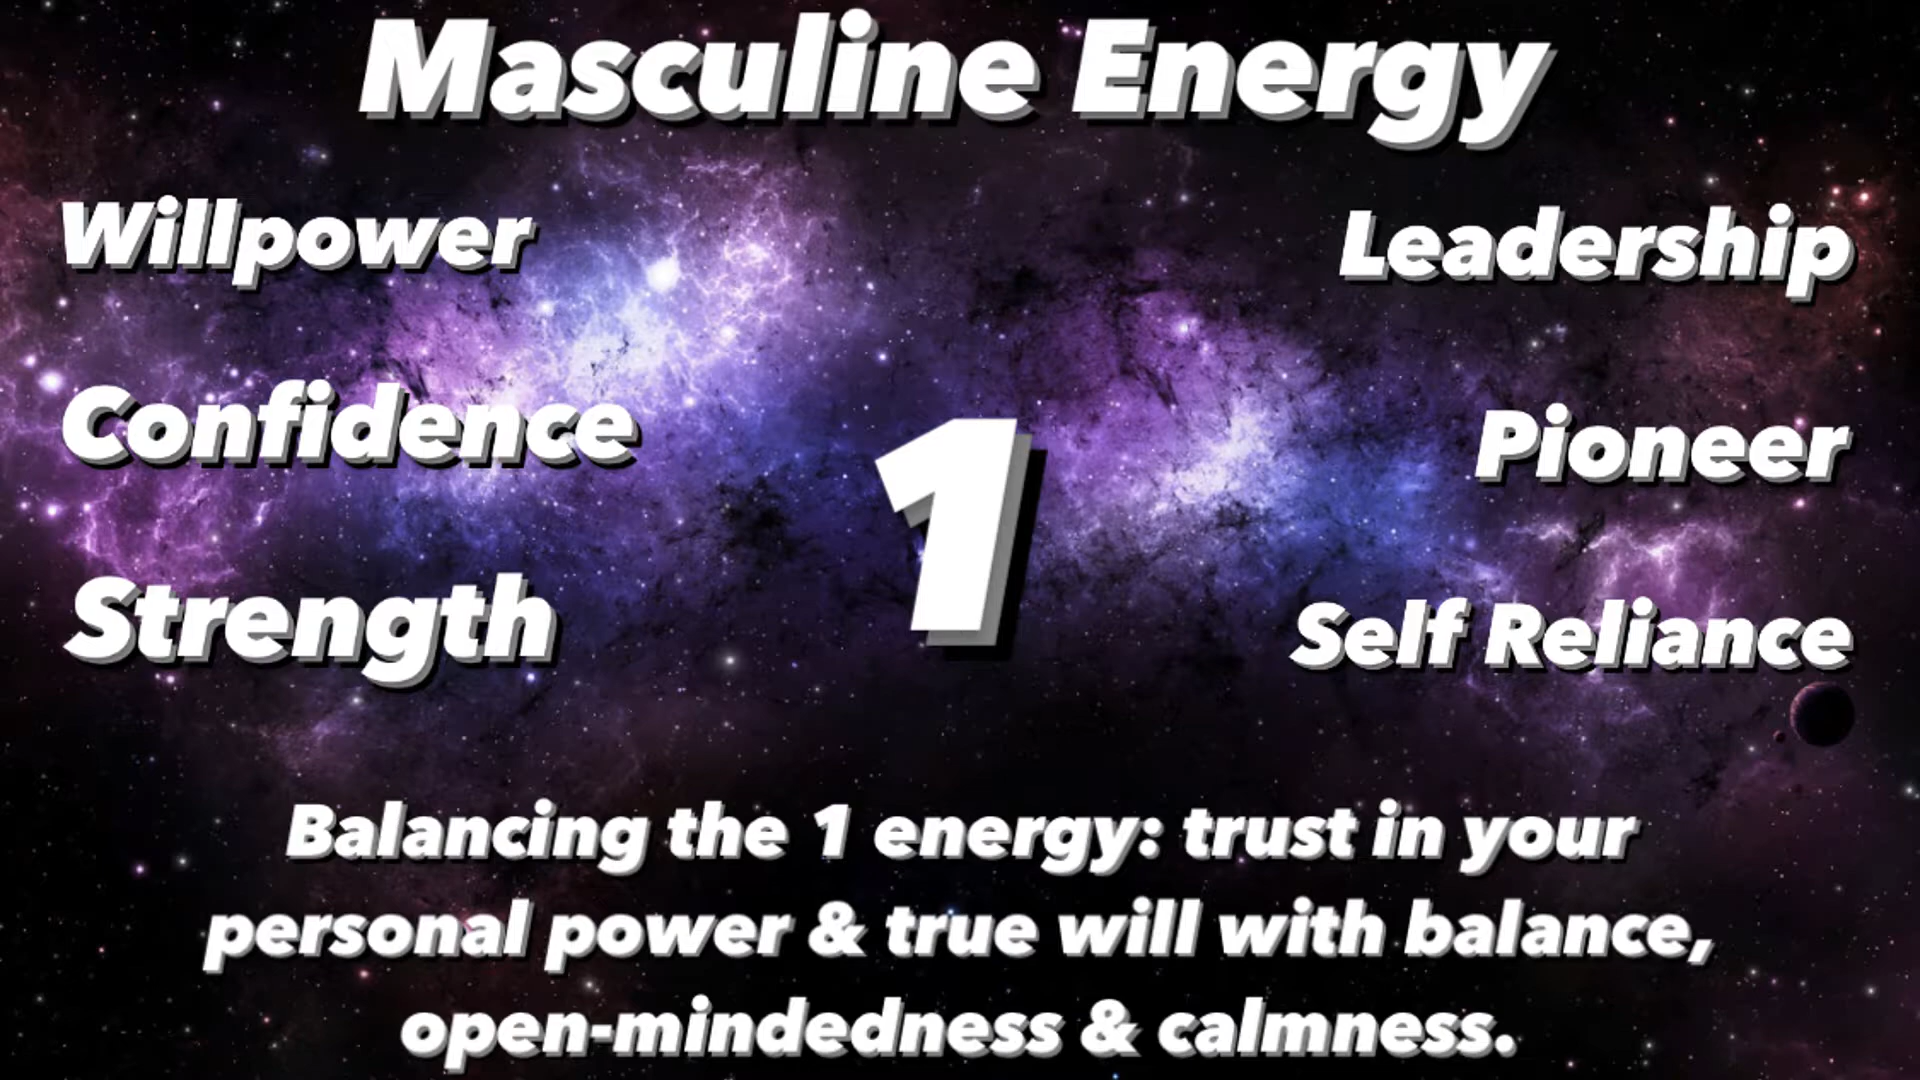 Masculine Energy
Willpower
Leadership
Confidence
Pioneer
1
Strength
Self Reliance
Balancing the 1 energy: trust in your
personal power & true will with balance,
open-mindedness & calmness.